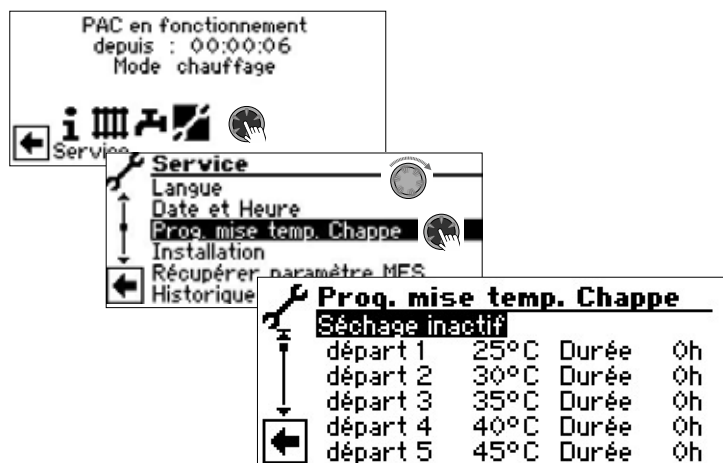 PAC en fonctionnement
depuis : 00:00:06
Mode chauffage
Service
Service
Langue
Date et Heure
Prog. mise temp. Chappe
Installation
Récupérer paramètre MES
Historique
Prog. mise temp. Chappe
Séchage inactif
départ 1 25°C Durée 0h
départ 2 30°C Durée 0h
départ 3 35°C Durée 0h
départ 4 40°C Durée 0h
départ 5 45°C Durée 0h